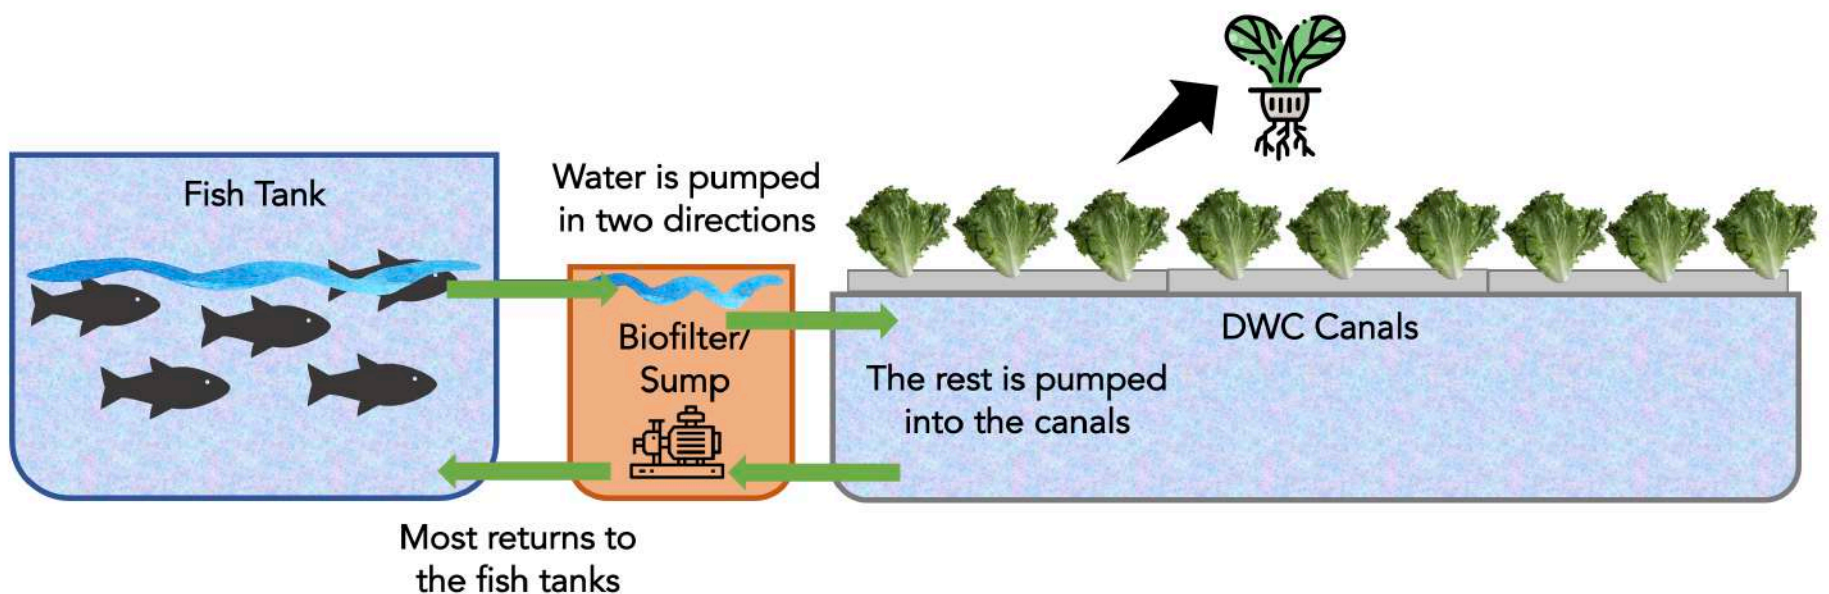 Fish Tank
Water is pumped
in two directions
Biofilter/
Sump
DWC Canals
The rest is pumped
into the canals
Most returns to
the fish tanks